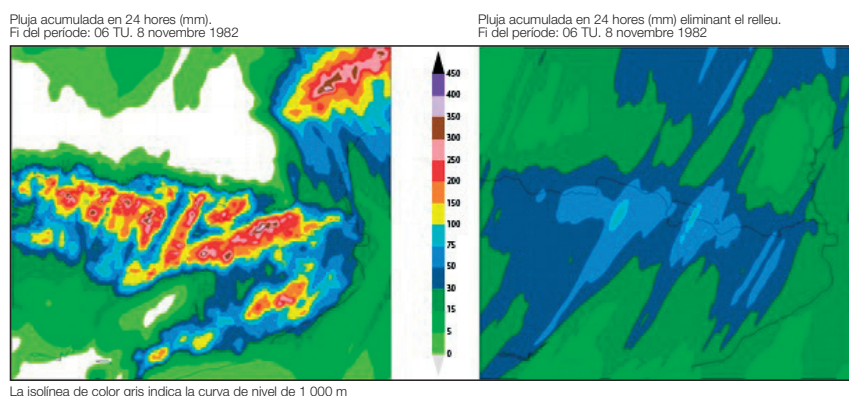 Pluja acumulada en 24 hores (mm).
Fi del període: 06 TU. 8 novembre 1982
Pluja acumulada en 24 hores (mm) eliminant el relleu.
Fi del període: 06 TU. 8 novembre 1982
450
400
350
300
250
200
150
100
75
50
30
15
5
0
La isolínea de color gris indica la curva de nivel de 1 000 m